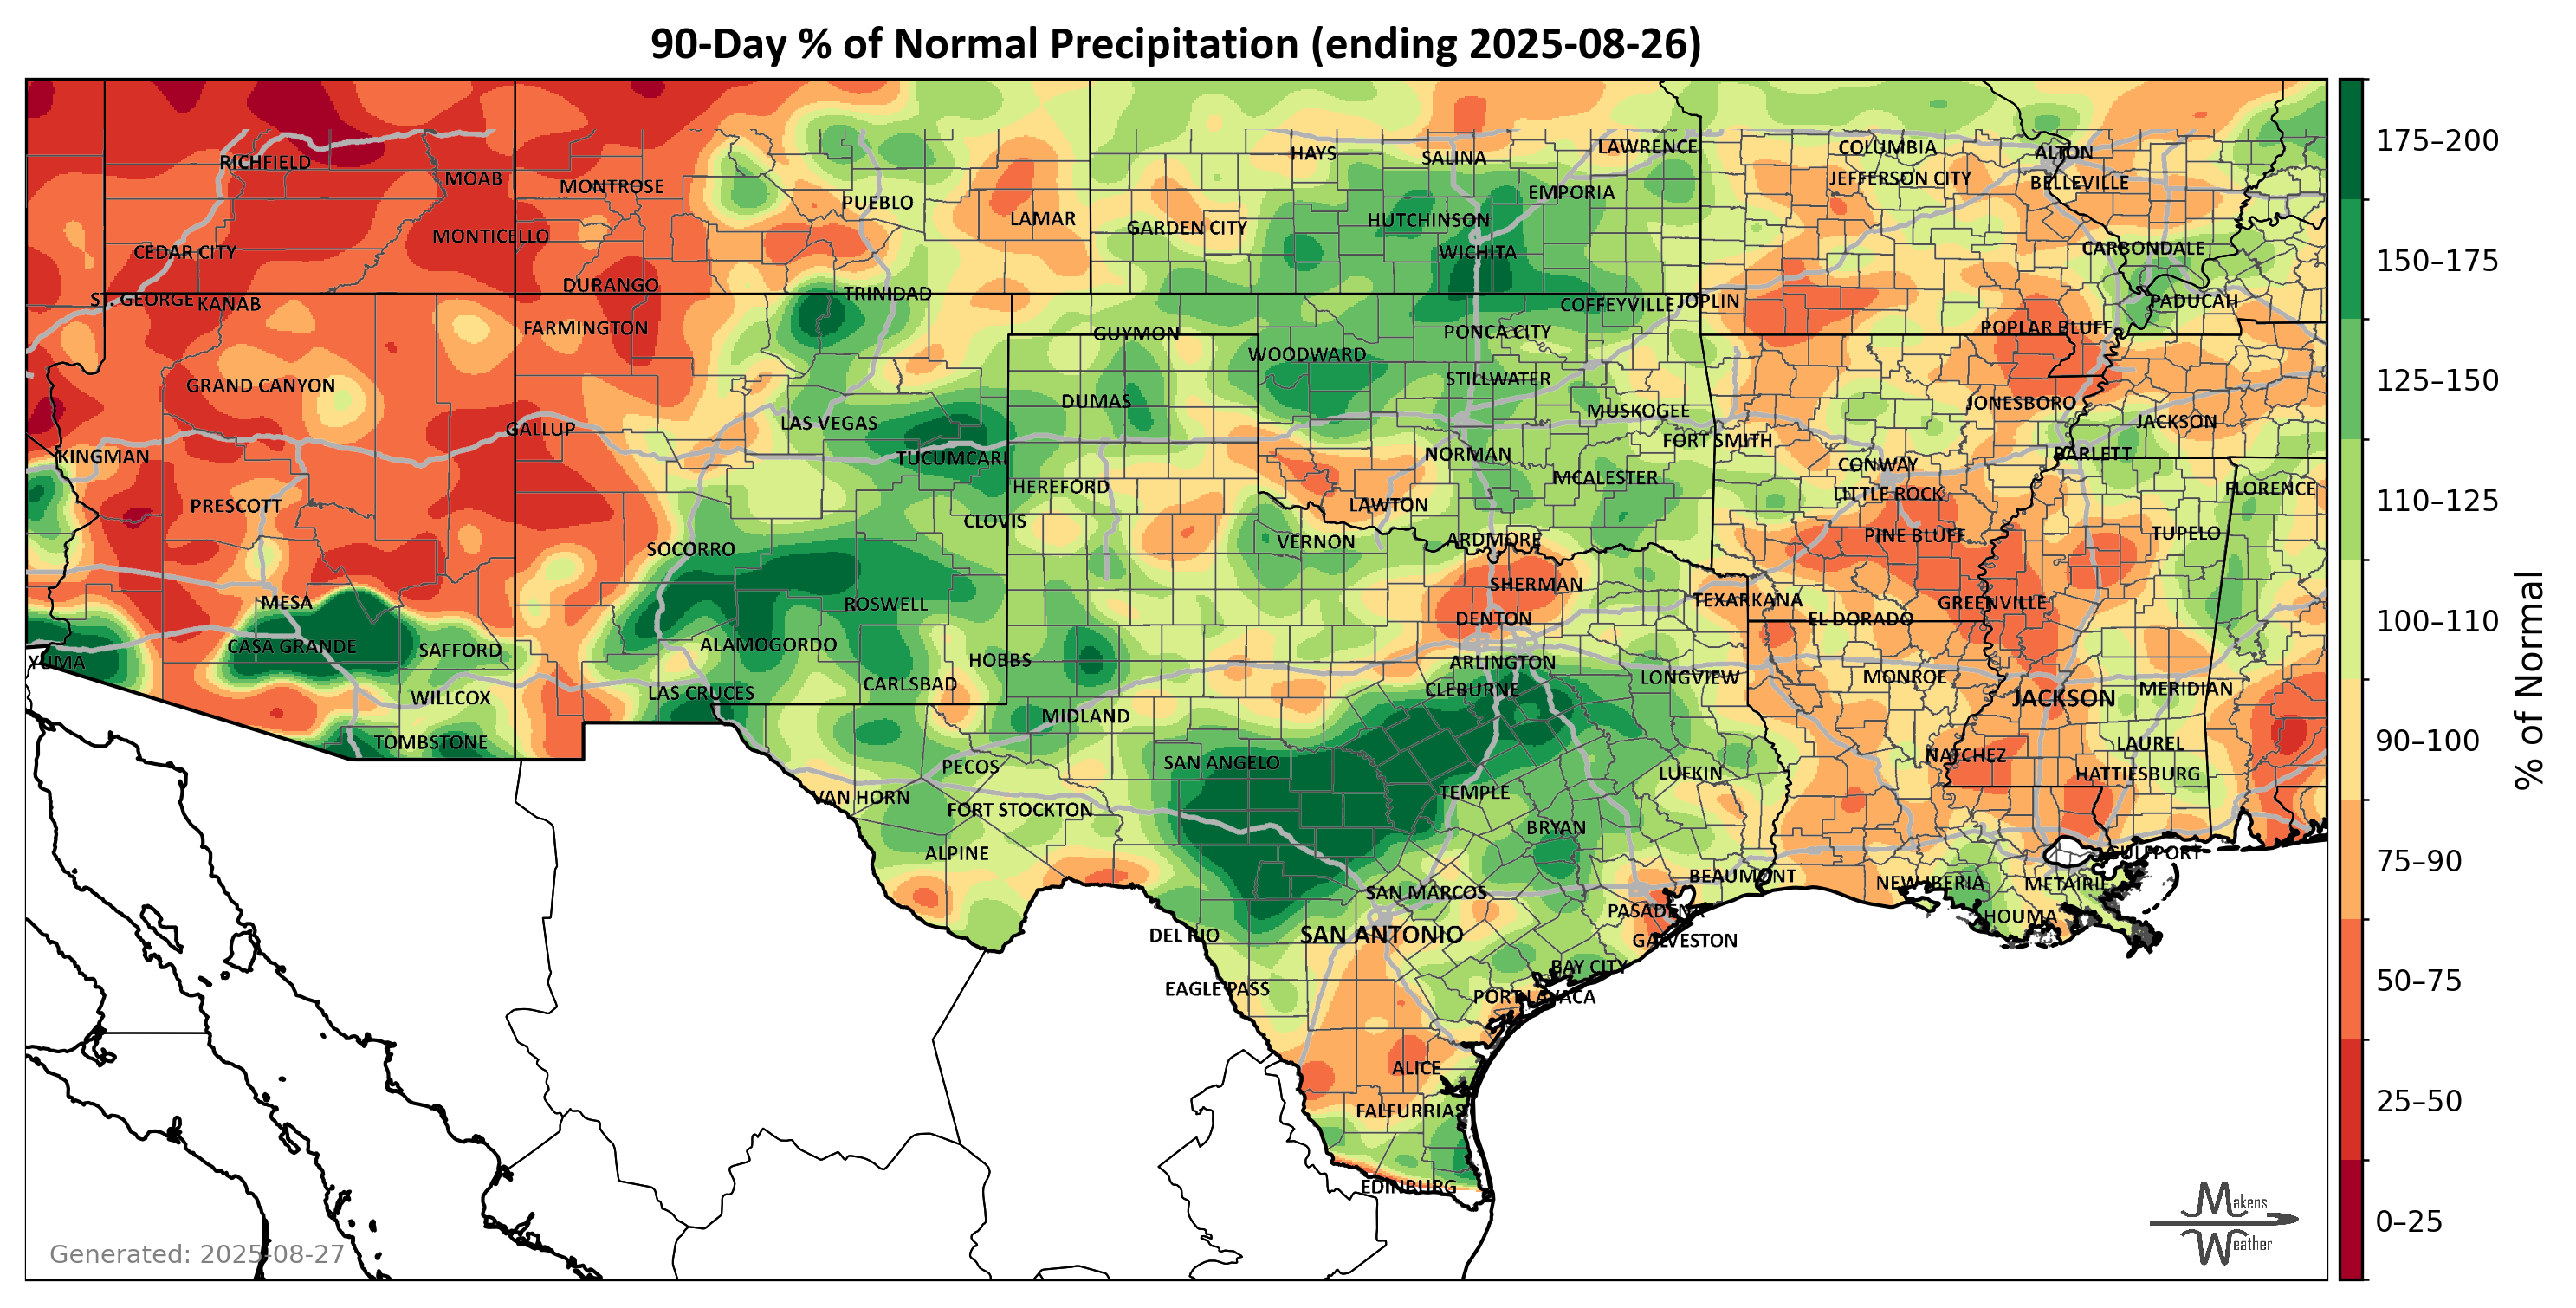 90-Day % of Normal Precipitation (ending 2025-08-26)
HAYS
SALINA
LAWRENCE
COLUMBIA
ALTON
RICHFIELD
MOAB
MONTROSE
PUEBLO
EMPORIA
JEFFERSON CITY
BELLEVILLE
LAMAR
GARDEN CITY
HUTCHINSON
MONTICELLO
CEDAR CITY
WICHITA
CARBONDALE
DURANGO
TRINIDAD
ST. GEORGE
KANAB
COFFEYVILLE
JOPLIN
PADUCAH
FARMINGTON
GUYMON
PONCA CITY
POPLAR BLUFF
WOODWARD
GRAND CANYON
STILLWATER
DUMAS
MUSKOGEE
JONESBORO
LAS VEGAS
JACKSON
GALLUP
FORT SMITH
KINGMAN
TUCUMCARI
NORMAN
CONWAY
BARLETT
HEREFORD
MCALESTER
LITTLE ROCK
FLORENCE
PRESCOTT
LAWTON
CLOVIS
VERNON
ARDMORE
PINE BLUFF
TUPELO
SOCORRO
SHERMAN
MESA
ROSWELL
TEXARKANA
GREENVILLE
DENTON
EL DORADO
CASA GRANDE
SAFFORD
ALAMOGORDO
YUMA
HOBBS
ARLINGTON
LONGVIEW
MONROE
LAS CRUCES
CARLSBAD
CLEBURNE
JACKSON
MERIDIAN
WILLCOX
MIDLAND
TOMBSTONE
NATCHEZ
LAUREL
PECOS
SAN ANGELO
LUFKIN
HATTIESBURG
VAN HORN
FORT STOCKTON
TEMPLE
BRYAN
ALPINE
GULFPORT
SAN MARCOS
BEAUMONT
NEW IBERIA
METAIRIE
PASADENA
HOUMA
DEL RIO
SAN ANTONIO
GALVESTON
BAY CITY
EAGLE PASS
PORT LAVACA
ALICE
FALFURRIAS
EDINBURG
175–200
150–175
125–150
110–125
100–110
90–100
75–90
50–75
25–50
0–25
% of Normal
Makens
Weather
Generated: 2025-08-27